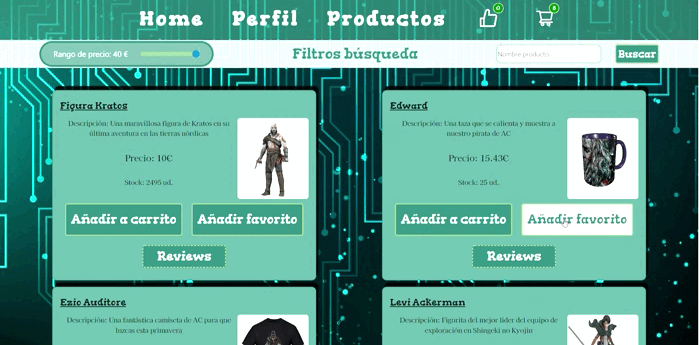 Home Perfil Productos 0 8
Rango de precio: 40 € Filtros búsqueda Nombre producto Buscar
Figura Kratos
Descripción: Una maravillosa figura de Kratos en su
última aventura en las tierras nórdicas
Precio: 10€
Stock: 2495 ud.
Añadir a carrito Añadir favorito
Reviews
Edward
Descripción: Una taza que se calienta y muestra a
nuestro pirata de AC
Precio: 15.43€
Stock: 25 ud.
Añadir a carrito Añadir favorito
Reviews
Ezio Auditore
Descripción: Una fantástica camiseta de AC para que
luzcas esta primavera
Levi Ackerman
Descripción: Figurita del mejor líder del equipo de
exploración en Shingeki no Kyojin